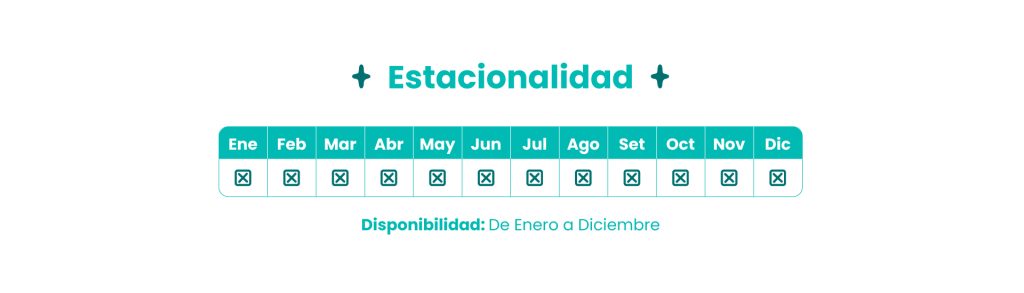 Estacionalidad
Ene Feb Mar Abr May Jun Jul Ago Set Oct Nov Dic
Disponibilidad: De Enero a Diciembre